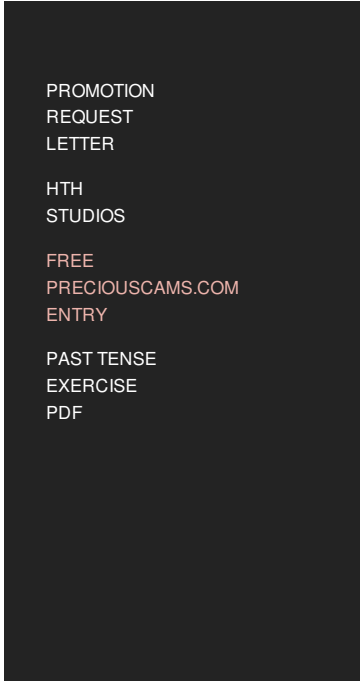 PROMOTION
REQUEST
LETTER
HTH
STUDIOS
FREE
PRECIOUSCAMS.COM
ENTRY
PAST TENSE
EXERCISE
PDF